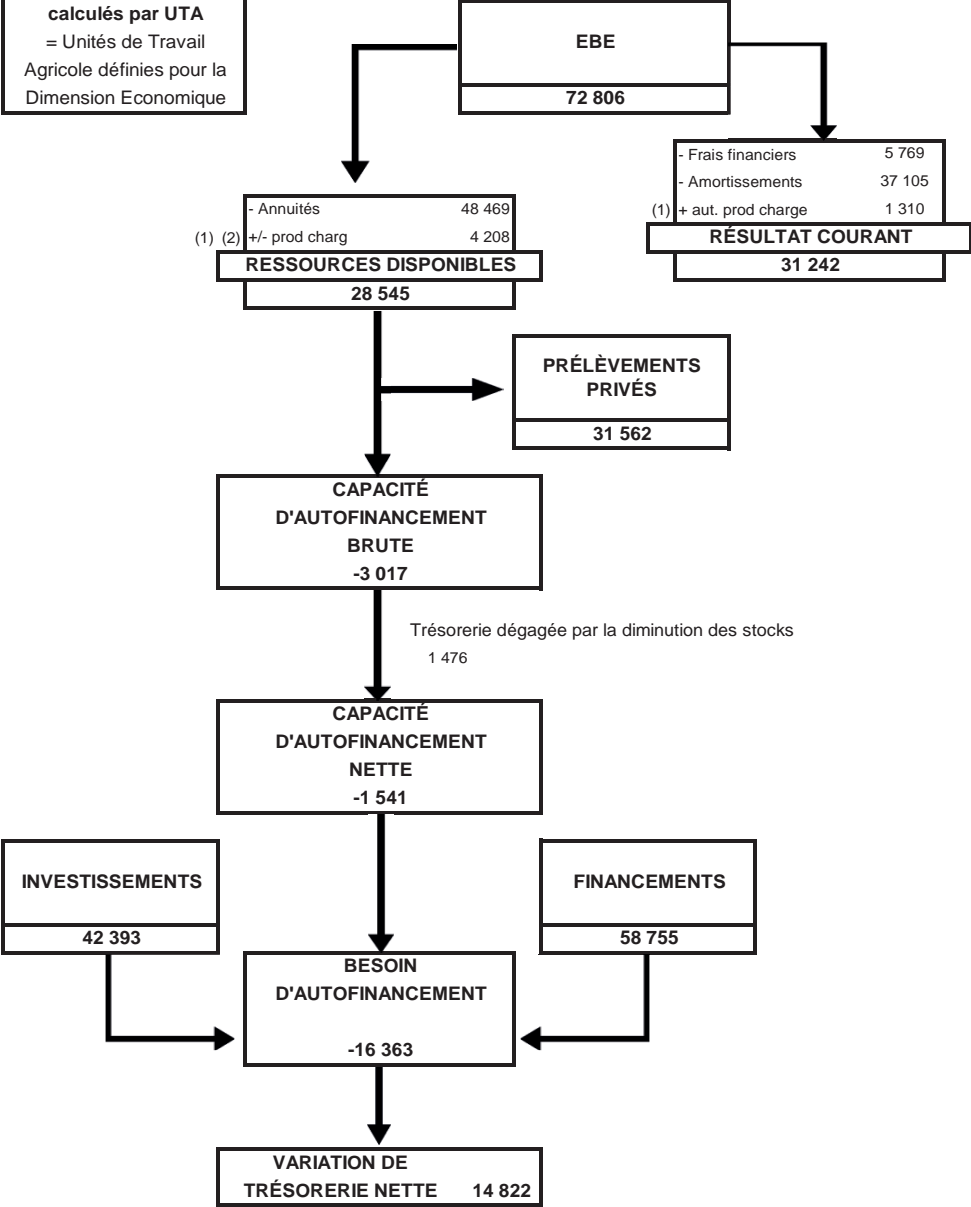 calculés par UTA
= Unités de Travail
Agricole définies pour la
Dimension Economique
EBE
72 806
- Frais financiers 5 769
- Amortissements 37 105
(1) + aut. prod charge 1 310
RÉSULTAT COURANT
31 242
- Annuités 48 469
(1) (2) +/- prod charg 4 208
RESSOURCES DISPONIBLES
28 545
PRÉLÈVEMENTS
PRIVÉS
31 562
CAPACITÉ
D'AUTOFINANCEMENT
BRUTE
-3 017
Trésorerie dégagée par la diminution des stocks
1 476
CAPACITÉ
D'AUTOFINANCEMENT
NETTE
-1 541
INVESTISSEMENTS
42 393
FINANCEMENTS
58 755
BESOIN
D'AUTOFINANCEMENT
-16 363
VARIATION DE
TRÉSORERIE NETTE 14 822